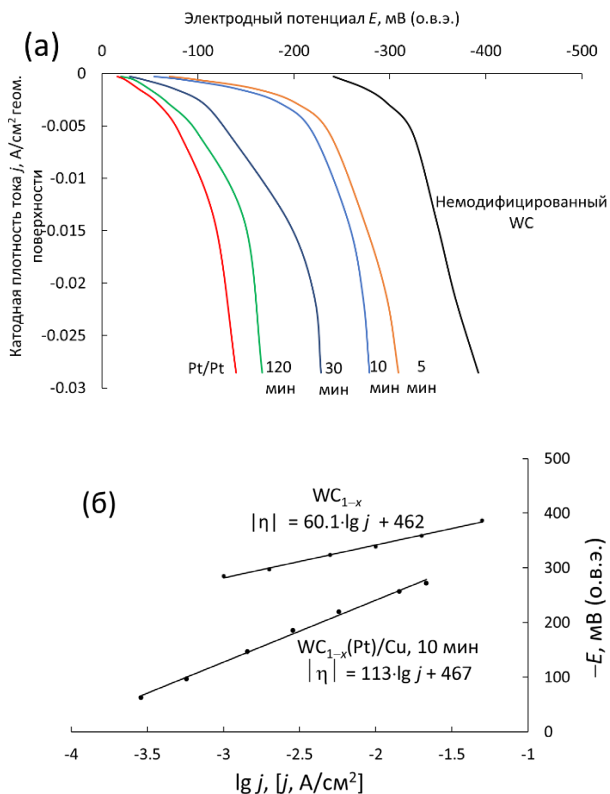 Электродный потенциал E, мВ (о.в.э.)
(а)
0 -100 -200 -300 -400 -500
Катодная плотность тока j, А/см² геом.
поверхности
0
-0.005
-0.01
-0.015
-0.02
-0.025
-0.03
Немодифицированный
WC
Pt/Pt
120
мин
30
мин
10
мин
5
мин
(б)
WC1−x
|η| = 60.1·lg j + 462
WC1−x(Pt)/Cu, 10 мин
|η| = 113·lg j + 467
500
400
300
200
100
0
−E, мВ (о.в.э.)
-4 -3.5 -3 -2.5 -2 -1.5 -1
lg j, [j, А/см²]